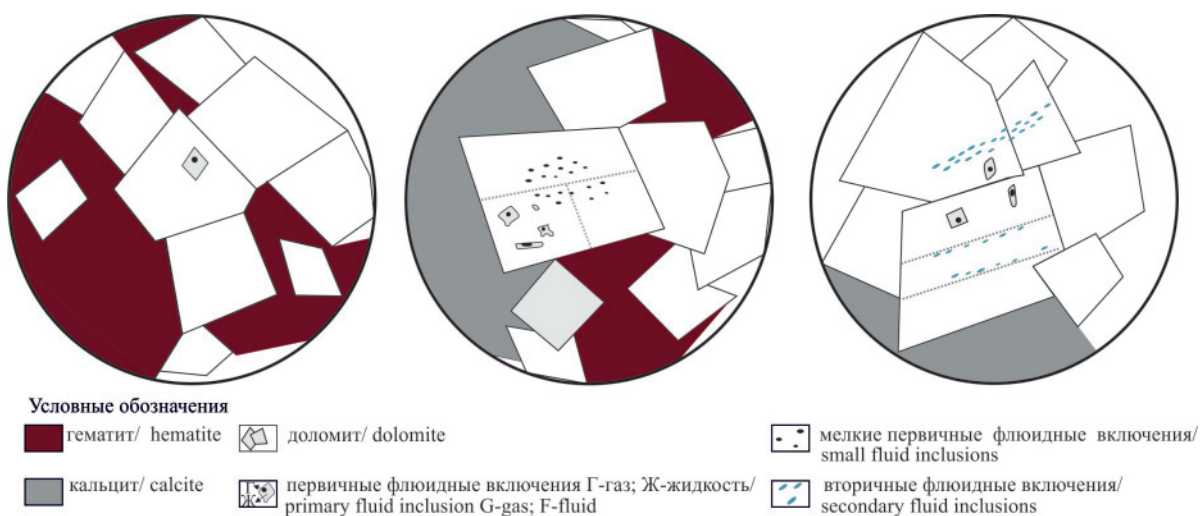 Условные обозначения
гематит/ hematite
доломит/ dolomite
мелкие первичные флюидные включения/
small fluid inclusions
кальцит/ calcite
Г
Ж
первичные флюидные включения Г-газ; Ж-жидкость/
primary fluid inclusion G-gas; F-fluid
вторичные флюидные включения/
secondary fluid inclusions